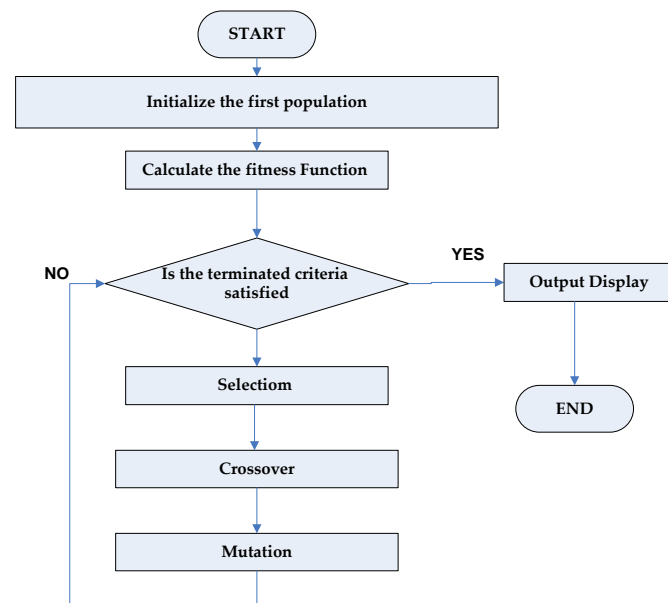 START
Initialize the first population
Calculate the fitness Function
NO
Is the terminated criteria
satisfied
YES
Output Display
Selectiom
END
Crossover
Mutation